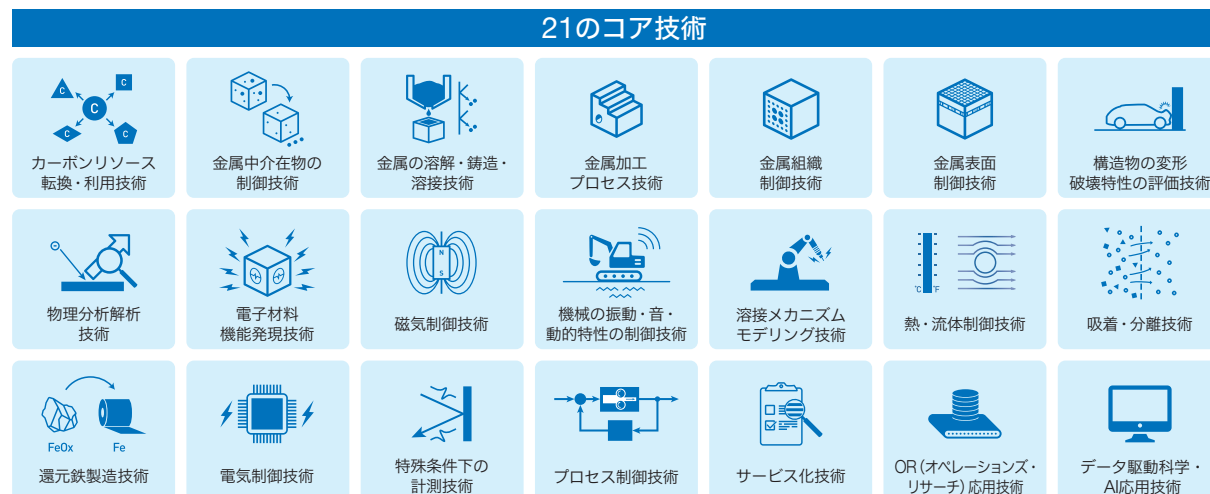 21のコア技術
C
C
C
C
C
カーボンリソース
転換・利用技術
金属中介在物の
制御技術
金属の溶解・鋳造・
溶接技術
金属加工
プロセス技術
金属組織
制御技術
金属表面
制御技術
構造物の変形
破壊特性の評価技術
物理分析解析
技術
電子材料
機能発現技術
N
S
磁気制御技術
機械の振動・音・
動的特性の制御技術
溶接メカニズム
モデリング技術
℃ °F
熱・流体制御技術
吸着・分離技術
FeOx Fe
還元鉄製造技術
電気制御技術
特殊条件下の
計測技術
プロセス制御技術
サービス化技術
OR（オペレーションズ・
リサーチ）応用技術
データ駆動科学・
AI応用技術